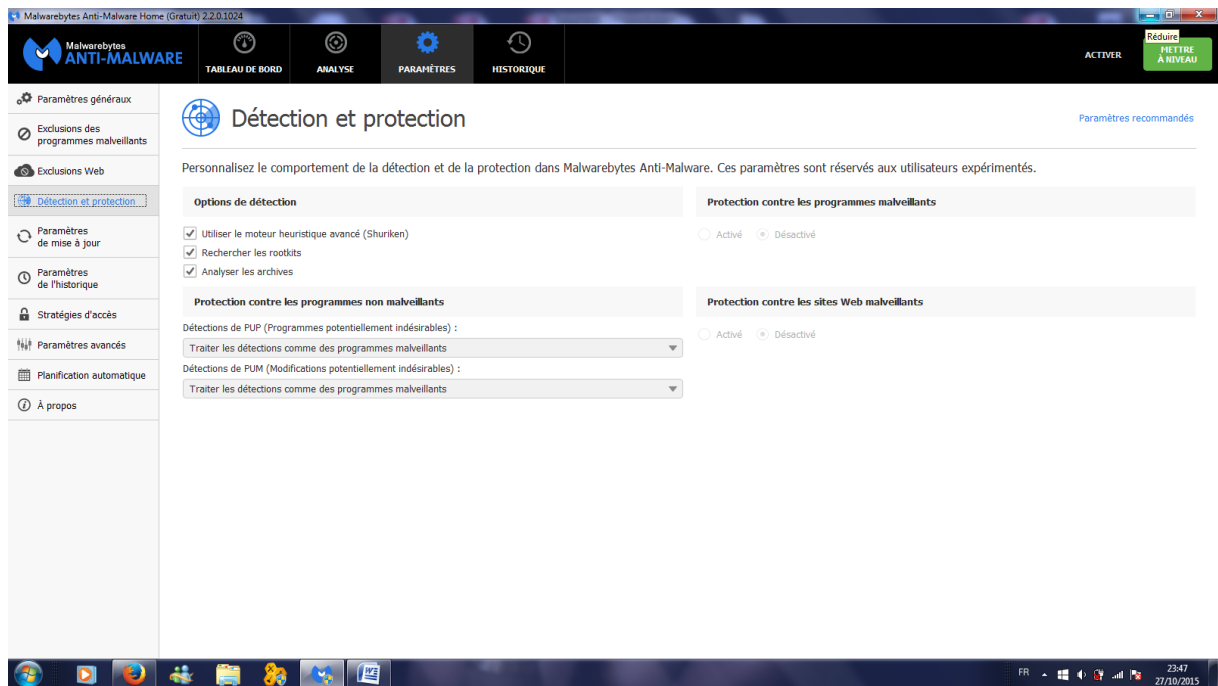 Malwarebytes Anti-Malware Home (Gratuit) 2.2.0.1024
Malwarebytes
ANTI-MALWARE
TABLEAU DE BORD
ANALYSE
PARAMÈTRES
HISTORIQUE
ACTIVER
Réduire
METTRE
À NIVEAU
Paramètres généraux
Exclusions des
programmes malveillants
Exclusions Web
Détection et protection
Paramètres
de mise à jour
Paramètres
de l'historique
Stratégies d'accès
Paramètres avancés
Planification automatique
À propos
Détection et protection
Paramètres recommandés
Personnalisez le comportement de la détection et de la protection dans Malwarebytes Anti-Malware. Ces paramètres sont réservés aux utilisateurs expérimentés.
Options de détection
Utiliser le moteur heuristique avancé (Shuriken)
Rechercher les rootkits
Analyser les archives
Protection contre les programmes malveillants
Activé
Désactivé
Protection contre les programmes non malveillants
Détections de PUP (Programmes potentiellement indésirables) :
Traiter les détections comme des programmes malveillants
Détections de PUM (Modifications potentiellement indésirables) :
Traiter les détections comme des programmes malveillants
Protection contre les sites Web malveillants
Activé
Désactivé
FR
23:47
27/10/2015